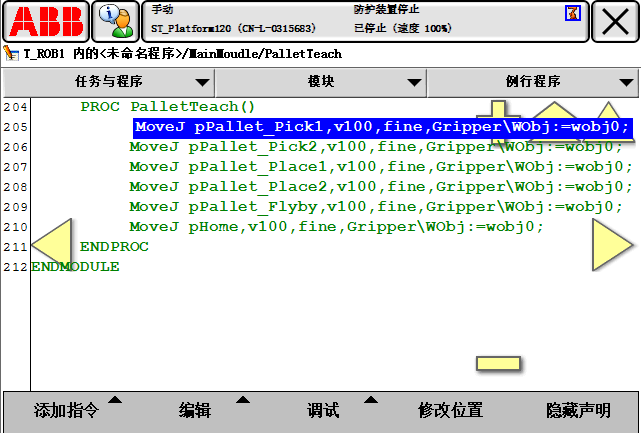 ABB
手动
防护装置停止
ST_Platform120 (CN-L-0315683)
已停止 (速度 100%)
T_ROB1 内的<未命名程序>/MainMoudle/PalletTeach
任务与程序
模块
例行程序
204 PROC PalletTeach()
205 MoveJ pPallet_Pick1,v100,fine,Gripper\WObj:=wobj0;
206 MoveJ pPallet_Pick2,v100,fine,Gripper\WObj:=wobj0;
207 MoveJ pPallet_Place1,v100,fine,Gripper\WObj:=wobj0;
208 MoveJ pPallet_Place2,v100,fine,Gripper\WObj:=wobj0;
209 MoveJ pPallet_Flyby,v100,fine,Gripper\WObj:=wobj0;
210 MoveJ pHome,v100,fine,Gripper\WObj:=wobj0;
211 ENDPROC
212 ENDMODULE
添加指令
编辑
调试
修改位置
隐藏声明